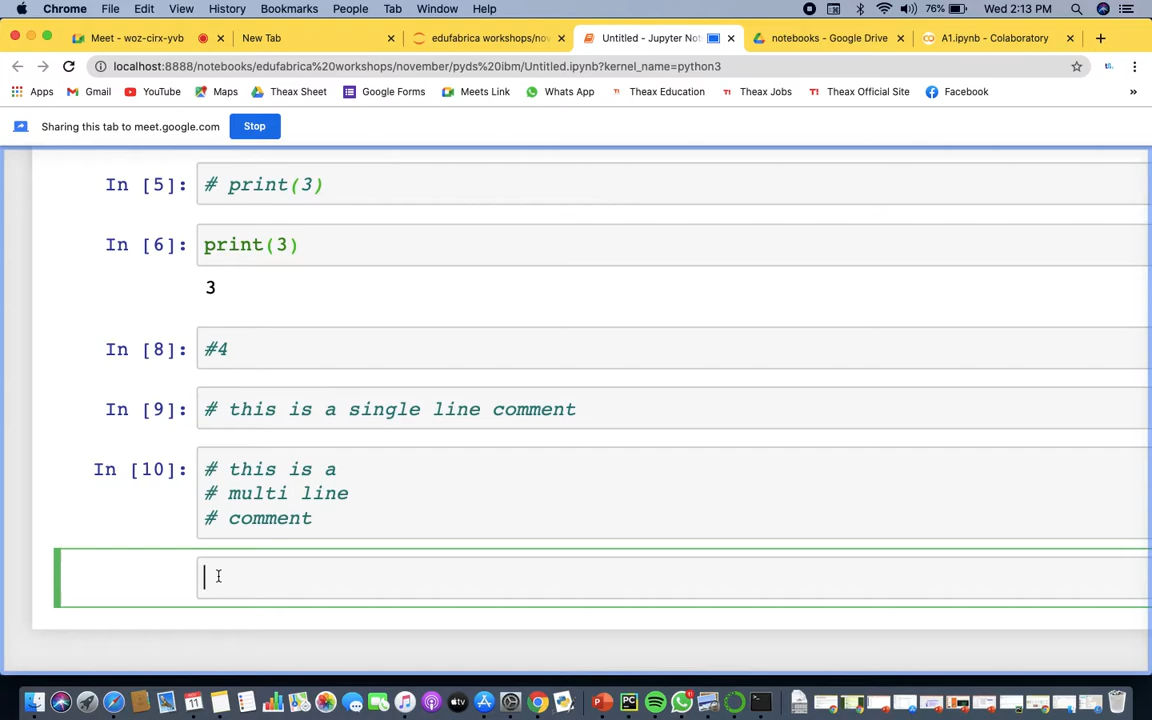 Chrome File Edit View History Bookmarks People Tab Window Help 76% Wed 2:13 PM
Meet - woz-cirx-yvb New Tab edufabrica workshops/nov Untitled - Jupyter Not notebooks - Google Drive A1.ipynb - Colaboratory
localhost:8888/notebooks/edufabrica%20workshops/november/pyds%20ibm/Untitled.ipynb?kernel_name=python3
Apps Gmail YouTube Maps Theax Sheet Google Forms Meets Link Whats App Theax Education Theax Jobs Theax Official Site Facebook »
Sharing this tab to meet.google.com Stop
In [5]: # print(3)
In [6]: print(3)
3
In [8]: #4
In [9]: # this is a single line comment
In [10]: # this is a
# multi line
# comment